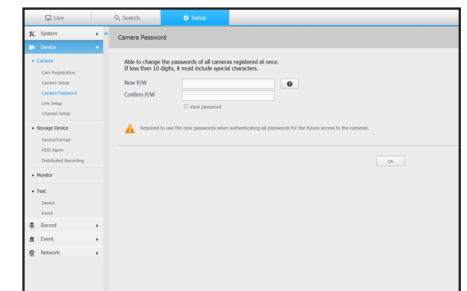 Live
Search
Setup
System
Device
Camera
Cam Registration
Camera Setup
Camera Password
Live Setup
Channel Setup
Storage Device
Device/Format
HDD Alarm
Distributed Recording
Monitor
Text
Device
Event
Record
Event
Network
Camera Password
Able to change the passwords of all cameras registered at once.
If less than 10 digits, it must include special characters.
New P/W
Confirm P/W
View password
Required to use the new passwords when authenticating all passwords for the future access to the cameras.
OK